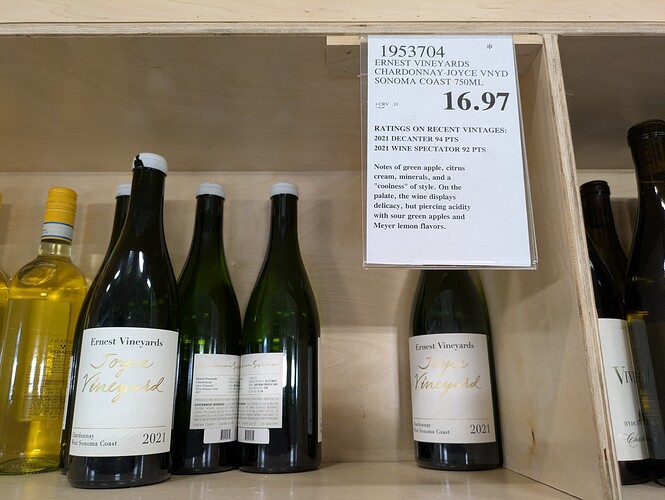 1953704 *
ERNEST VINEYARDS
CHARDONNAY-JOYCE VNYD
SONOMA COAST 750ML
+CRV .10
16.97
RATINGS ON RECENT VINTAGES:
2021 DECANTER 94 PTS
2021 WINE SPECTATOR 92 PTS
Notes of green apple, citrus
cream, minerals, and a
"cooliness" of style. On the
palate, the wine displays
delicacy, but piercing acidity
with sour green apples and
Meyer lemon flavors.
Ernest Vineyards
Joyce
Vineyard
Chardonnay
West Sonoma Coast
2021
Ernest Vineyards
Joyce
Vineyard
Chardonnay
West Sonoma Coast
2021